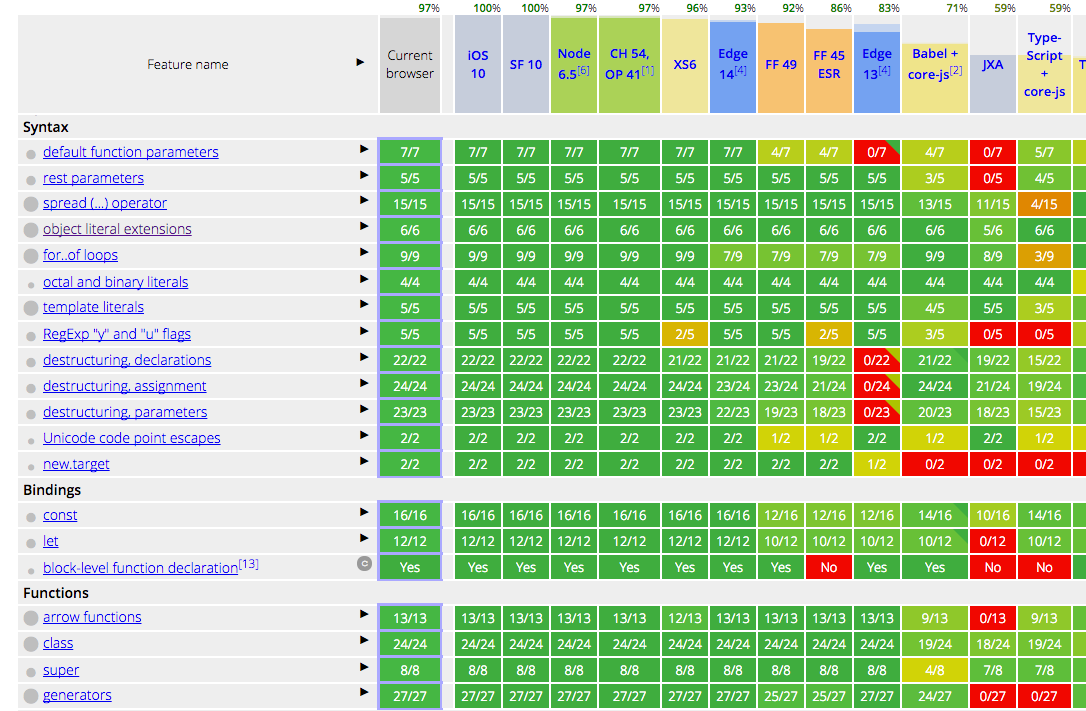 97% 100% 100% 97% 97% 96% 93% 92% 86% 83% 71% 59% 59%
Feature name ▶ Current browser iOS 10 SF 10 Node 6.5[6] CH 54, OP 41[1] XS6 Edge 14[4] FF 49 FF 45 ESR Edge 13[4] Babel + core-js[2] JXA Type-Script + core-js
Syntax
default function parameters ▶ 7/7 7/7 7/7 7/7 7/7 7/7 7/7 4/7 4/7 0/7 4/7 0/7 5/7
rest parameters ▶ 5/5 5/5 5/5 5/5 5/5 5/5 5/5 5/5 5/5 5/5 3/5 0/5 4/5
spread (...) operator ▶ 15/15 15/15 15/15 15/15 15/15 15/15 15/15 15/15 15/15 15/15 13/15 11/15 4/15
object literal extensions ▶ 6/6 6/6 6/6 6/6 6/6 6/6 6/6 6/6 6/6 6/6 6/6 5/6 6/6
for..of loops ▶ 9/9 9/9 9/9 9/9 9/9 9/9 7/9 7/9 7/9 7/9 9/9 8/9 3/9
octal and binary literals ▶ 4/4 4/4 4/4 4/4 4/4 4/4 4/4 4/4 4/4 4/4 4/4 4/4 4/4
template literals ▶ 5/5 5/5 5/5 5/5 5/5 5/5 5/5 5/5 5/5 5/5 4/5 5/5 3/5
RegExp "y" and "u" flags ▶ 5/5 5/5 5/5 5/5 5/5 2/5 5/5 5/5 2/5 5/5 3/5 0/5 0/5
destructuring, declarations ▶ 22/22 22/22 22/22 22/22 22/22 21/22 21/22 21/22 19/22 0/22 21/22 19/22 15/22
destructuring, assignment ▶ 24/24 24/24 24/24 24/24 24/24 24/24 23/24 23/24 21/24 0/24 24/24 21/24 19/24
destructuring, parameters ▶ 23/23 23/23 23/23 23/23 23/23 23/23 22/23 19/23 18/23 0/23 20/23 18/23 15/23
Unicode code point escapes ▶ 2/2 2/2 2/2 2/2 2/2 2/2 2/2 1/2 1/2 2/2 1/2 2/2 1/2
new.target ▶ 2/2 2/2 2/2 2/2 2/2 2/2 2/2 2/2 2/2 1/2 0/2 0/2 0/2
Bindings
const ▶ 16/16 16/16 16/16 16/16 16/16 16/16 16/16 12/16 12/16 12/16 14/16 10/16 14/16
let ▶ 12/12 12/12 12/12 12/12 12/12 12/12 12/12 10/12 10/12 10/12 10/12 0/12 10/12
block-level function declaration[13] C Yes Yes Yes Yes Yes Yes Yes Yes No Yes Yes No No
Functions
arrow functions ▶ 13/13 13/13 13/13 13/13 13/13 12/13 13/13 13/13 13/13 13/13 9/13 0/13 9/13
class ▶ 24/24 24/24 24/24 24/24 24/24 24/24 24/24 24/24 24/24 24/24 19/24 18/24 19/24
super ▶ 8/8 8/8 8/8 8/8 8/8 8/8 8/8 8/8 8/8 8/8 4/8 7/8 7/8
generators ▶ 27/27 27/27 27/27 27/27 27/27 27/27 27/27 25/27 25/27 27/27 24/27 0/27 0/27